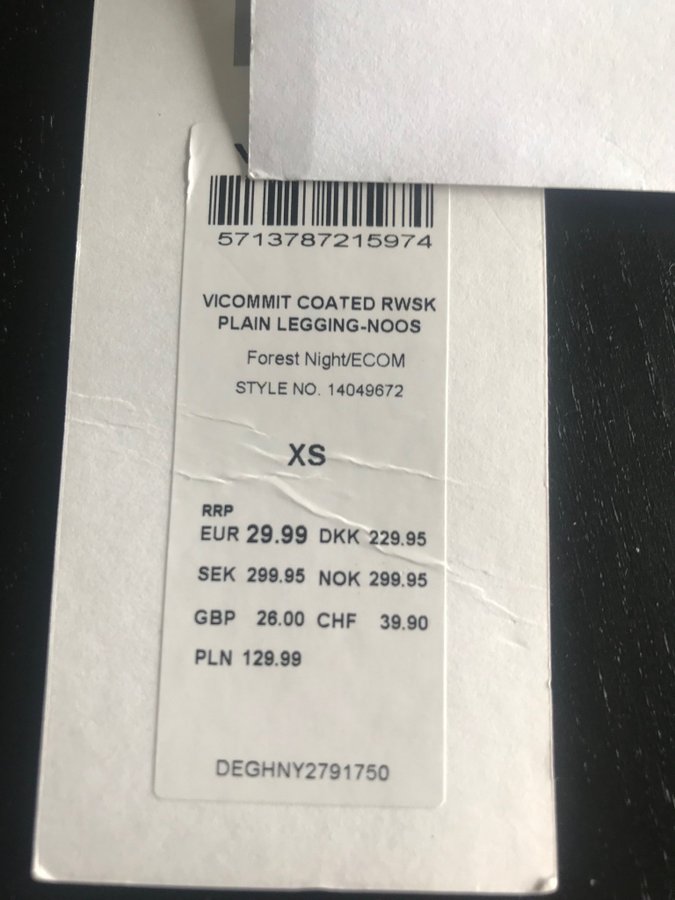 5713787215974
VICOMMIT COATED RWSK
PLAIN LEGGING-NOOS
Forest Night/ECOM
STYLE NO. 14049672
XS
RRP
EUR 29.99 DKK 229.95
SEK 299.95 NOK 299.95
GBP 26.00 CHF 39.90
PLN 129.99
DEGHNY2791750